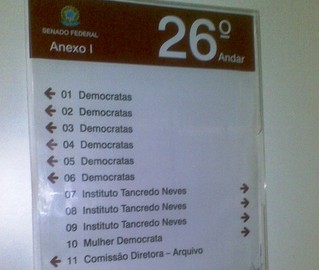 SENADO FEDERAL
Anexo I
26º
Andar
← 01 Democratas
← 02 Democratas
← 03 Democratas
← 04 Democratas
← 05 Democratas
← 06 Democratas
07 Instituto Tancredo Neves →
08 Instituto Tancredo Neves →
09 Instituto Tancredo Neves →
10 Mulher Democrata →
← 11 Comissão Diretora – Arquivo